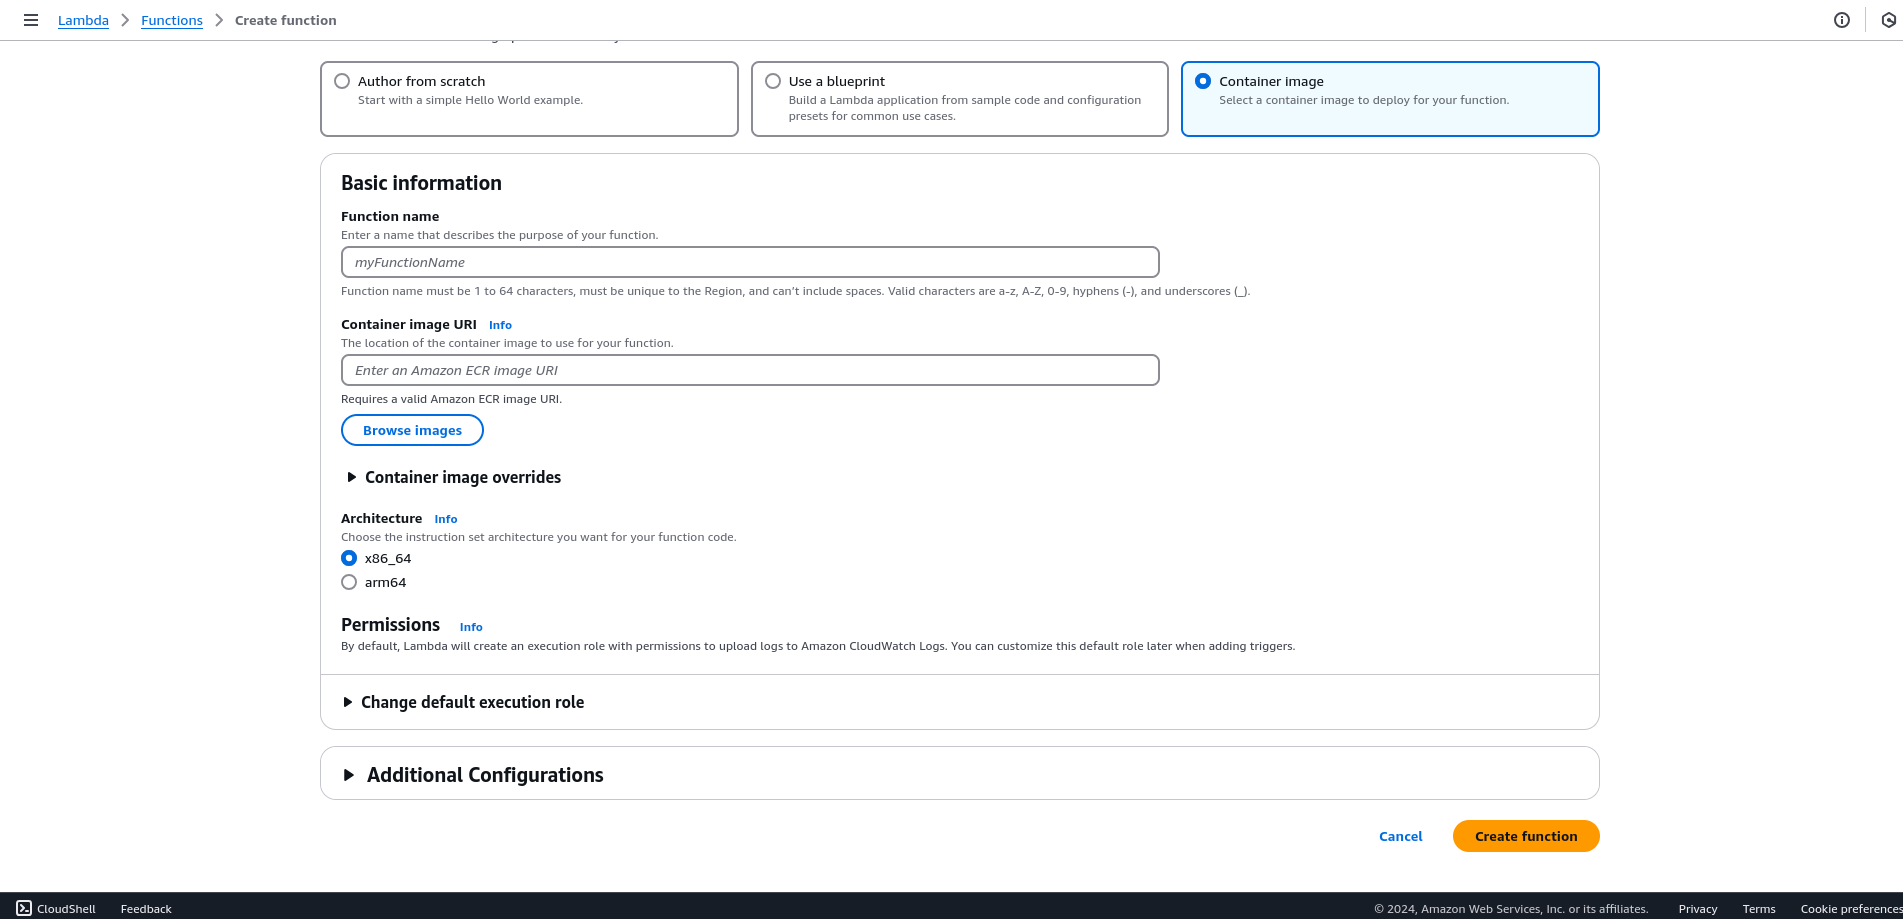 Lambda > Functions > Create function
Author from scratch
Start with a simple Hello World example.
Use a blueprint
Build a Lambda application from sample code and configuration
presets for common use cases.
Container image
Select a container image to deploy for your function.
Basic information
Function name
Enter a name that describes the purpose of your function.
myFunctionName
Function name must be 1 to 64 characters, must be unique to the Region, and can't include spaces. Valid characters are a-z, A-Z, 0-9, hyphens (-), and underscores (_).
Container image URI Info
The location of the container image to use for your function.
Enter an Amazon ECR image URI
Requires a valid Amazon ECR image URI.
Browse images
Container image overrides
Architecture Info
Choose the instruction set architecture you want for your function code.
x86_64
arm64
Permissions Info
By default, Lambda will create an execution role with permissions to upload logs to Amazon CloudWatch Logs. You can customize this default role later when adding triggers.
Change default execution role
Additional Configurations
Cancel Create function
CloudShell Feedback © 2024, Amazon Web Services, Inc. or its affiliates. Privacy Terms Cookie preferences